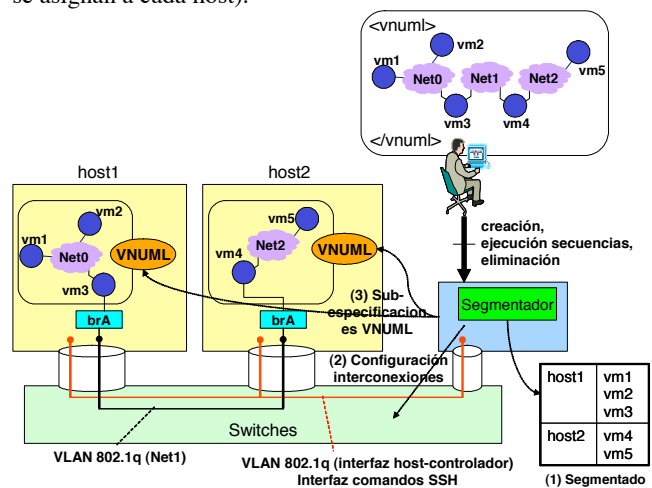 se asignan a cada host).
<vnuml>
vm1
vm2
vm5
Net0
Net1
Net2
vm3
vm4
</vnuml>
host1
host2
vm2
vm1
Net0
vm3
VNUML
brA
vm5
Net2
vm4
VNUML
brA
creación,
ejecución secuencias,
eliminación
Segmentador
(3) Sub-
especificacion
es VNUML
(2) Configuración
interconexiones
Switches
VLAN 802.1q (Net1)
VLAN 802.1q (interfaz host-controlador)
Interfaz comandos SSH
host1
vm1
vm2
vm3
host2
vm4
vm5
(1) Segmentado